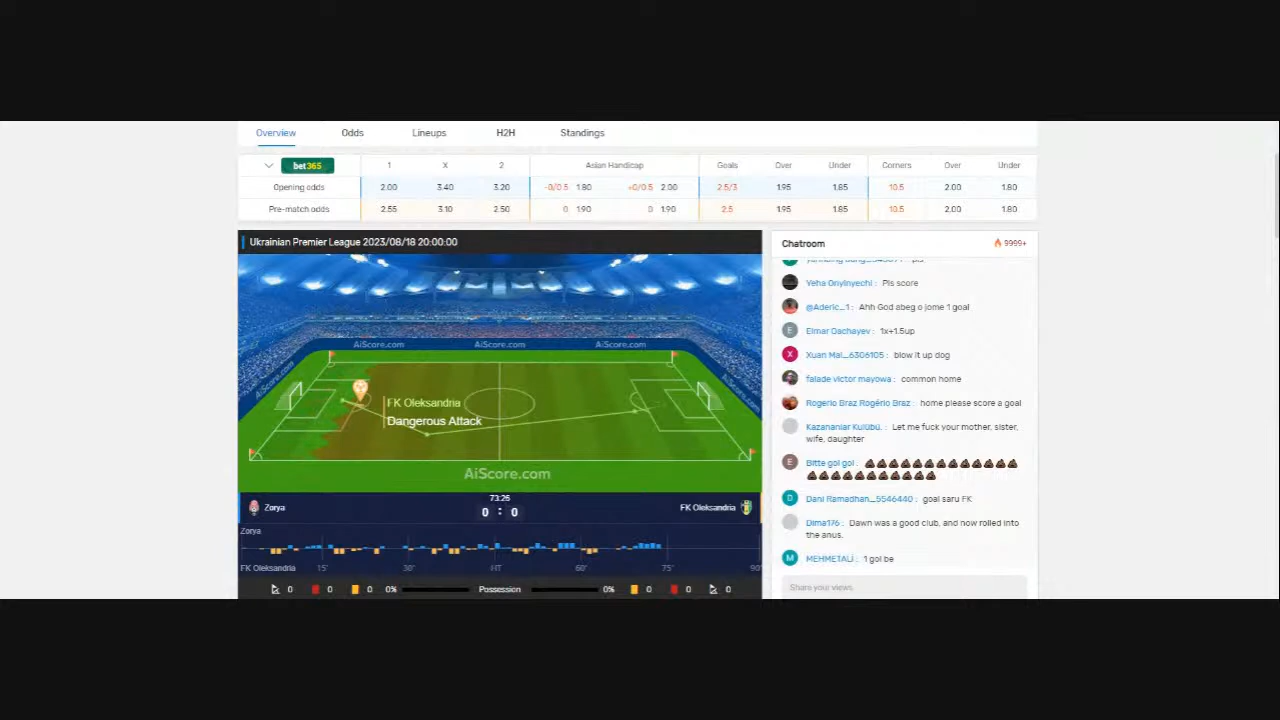 Overview Odds Lineups H2H Standings
bet365 1 X 2 Asian Handicap Goals Over Under Corners Over Under
Opening odds 2.00 3.40 3.20 -0/0.5 1.80 +0/0.5 2.00 2.5/3 1.95 1.85 10.5 2.00 1.80
Pre-match odds 2.55 3.10 2.50 0 1.90 0 1.90 2.5 1.95 1.85 10.5 2.00 1.80
Ukrainian Premier League 2023/08/18 20:00:00
AiScore.com AiScore.com AiScore.com
AiScore.com AiScore.com
FK Oleksandria
Dangerous Attack
AiScore.com
73:26
Zorya 0 : 0 FK Oleksandria
Zorya
FK Oleksandria 15' 30' HT 60' 75' 90'
0 0 0 0% Possession 0% 0 0 0
Chatroom 9999+
pls
Yeha Onyinyechi : Pls score
@Aderic_1 : Ahh God abeg o jome 1 goal
Elmar Qachayev : 1x+1.5up
Xuan Mai_6306105 : blow it up dog
falade victor mayowa : common home
Rogerio Braz Rogério Braz : home please score a goal
Kazananlar Kulübü. : Let me fuck your mother, sister,
wife, daughter
Bitte gol gol : 💩💩💩💩💩💩💩💩💩💩💩💩💩
💩💩💩💩💩💩💩💩💩💩💩
Dani Ramadhan_5546440 : goal saru FK
Dima176 : Dawn was a good club, and now rolled into
the anus.
MEHMETALİ : 1 gol be
Share your views.